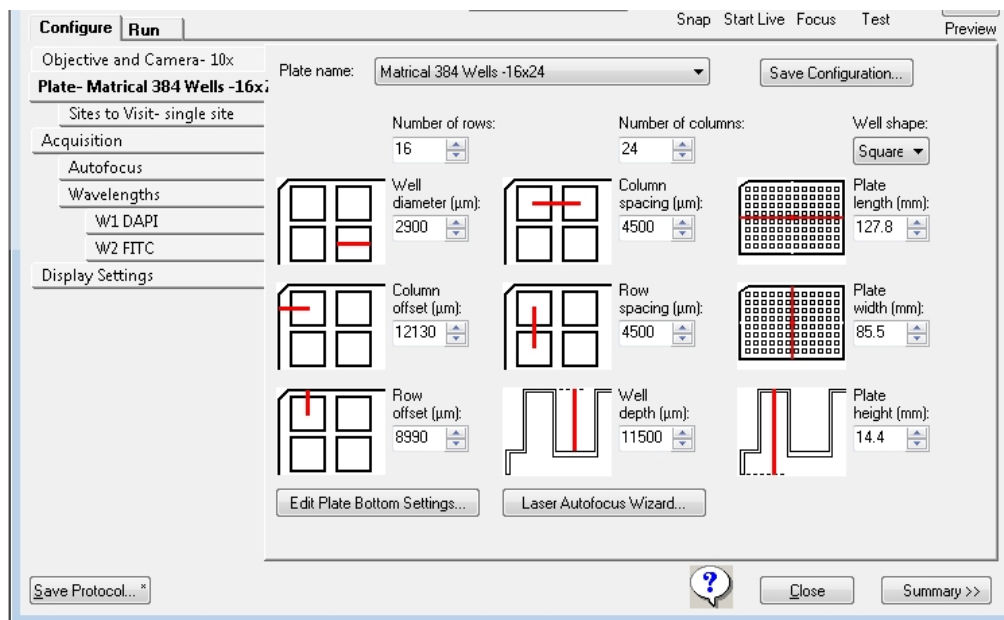 Configure
Run
Snap Start Live Focus Test
Preview
Objective and Camera- 10x
Plate- Matrical 384 Wells -16x2
Sites to Visit- single site
Acquisition
Autofocus
Wavelengths
W1 DAPI
W2 FITC
Display Settings
Plate name:
Matrical 384 Wells -16x24
Save Configuration...
Number of rows:
16
Number of columns:
24
Well shape:
Square
Well
diameter (µm):
2900
Column
spacing (µm):
4500
Plate
length (mm):
127.8
Column
offset (µm):
12130
Row
spacing (µm):
4500
Plate
width (mm):
85.5
Row
offset (µm):
8990
Well
depth (µm):
11500
Plate
height (mm):
14.4
Edit Plate Bottom Settings...
Laser Autofocus Wizard...
Save Protocol... *
?
Close
Summary >>